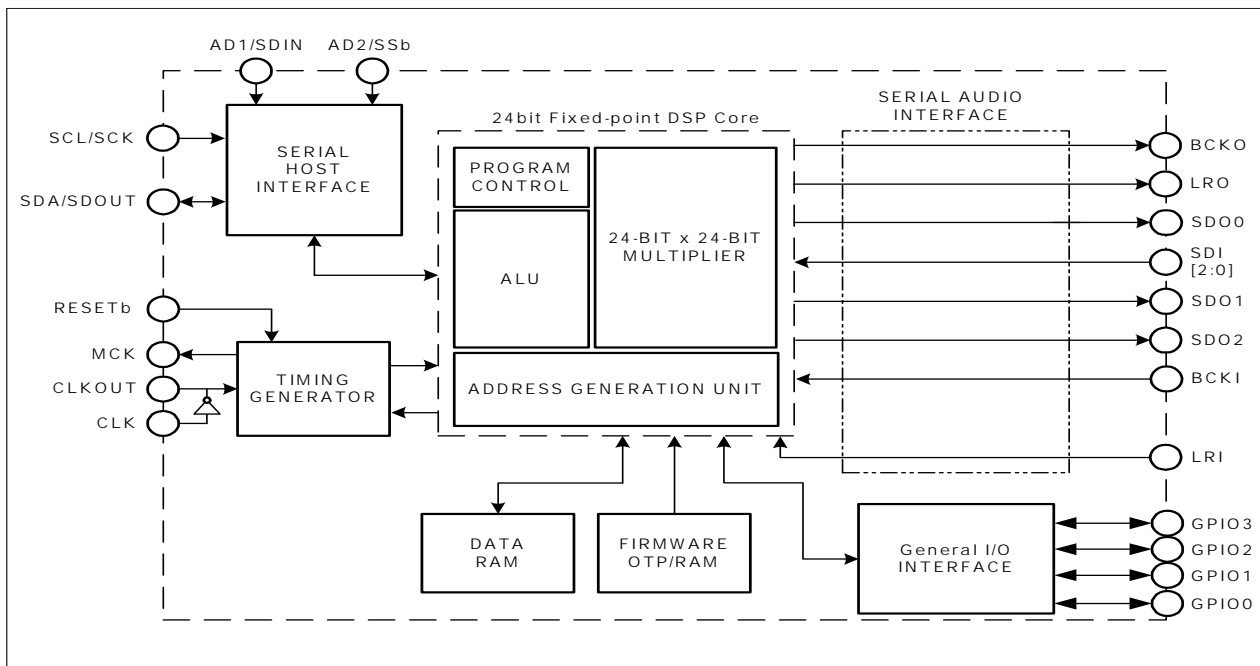 AD1/SDIN
AD2/SSb
SCL/SCK
SDA/SDOUT
SERIAL
HOST
INTERFACE
RESETb
MCK
CLKOUT
CLK
TIMING
GENERATOR
24bit Fixed-point DSP Core
PROGRAM
CONTROL
ALU
24-BIT x 24-BIT
MULTIPLIER
ADDRESS GENERATION UNIT
DATA
RAM
FIRMWARE
OTP/RAM
SERIAL AUDIO
INTERFACE
General I/O
INTERFACE
BCKO
LRO
SDO0
SDI
[2:0]
SDO1
SDO2
BCKI
LRI
GPIO3
GPIO2
GPIO1
GPIO0